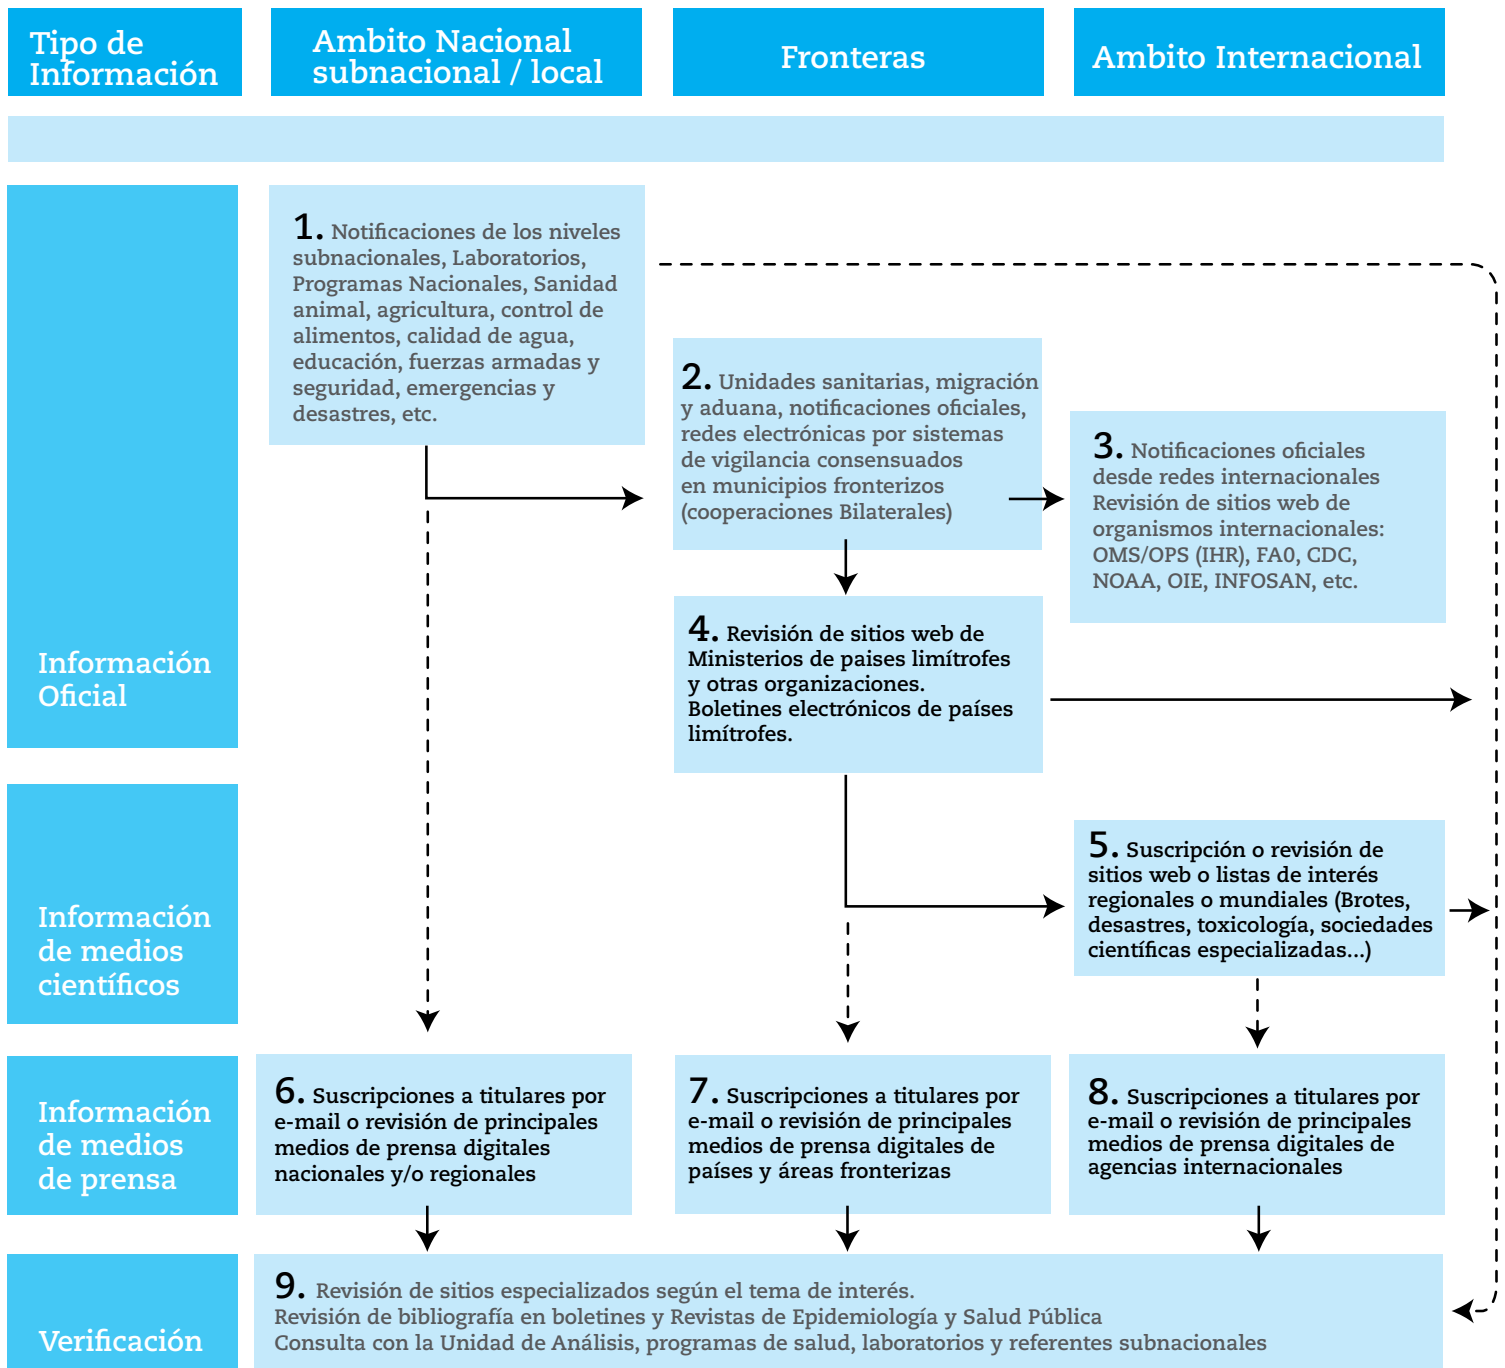 Tipo de
Información
Ambito Nacional
subnacional / local
Fronteras
Ambito Internacional
Información
Oficial
1. Notificaciones de los niveles
subnacionales, Laboratorios,
Programas Nacionales, Sanidad
animal, agricultura, control de
alimentos, calidad de agua,
educación, fuerzas armadas y
seguridad, emergencias y
desastres, etc.
2. Unidades sanitarias, migración
y aduana, notificaciones oficiales,
redes electrónicas por sistemas
de vigilancia consensuados
en municipios fronterizos
(cooperaciones Bilaterales)
3. Notificaciones oficiales
desde redes internacionales
Revisión de sitios web de
organismos internacionales:
OMS/OPS (IHR), FA0, CDC,
NOAA, OIE, INFOSAN, etc.
4. Revisión de sitios web de
Ministerios de paises limítrofes
y otras organizaciones.
Boletines electrónicos de países
limítrofes.
Información
de medios
científicos
5. Suscripción o revisión de
sitios web o listas de interés
regionales o mundiales (Brotes,
desastres, toxicología, sociedades
científicas especializadas...)
Información
de medios
de prensa
6. Suscripciones a titulares por
e-mail o revisión de principales
medios de prensa digitales
nacionales y/o regionales
7. Suscripciones a titulares por
e-mail o revisión de principales
medios de prensa digitales de
países y áreas fronterizas
8. Suscripciones a titulares por
e-mail o revisión de principales
medios de prensa digitales de
agencias internacionales
Verificación
9. Revisión de sitios especializados según el tema de interés.
Revisión de bibliografía en boletines y Revistas de Epidemiología y Salud Pública
Consulta con la Unidad de Análisis, programas de salud, laboratorios y referentes subnacionales